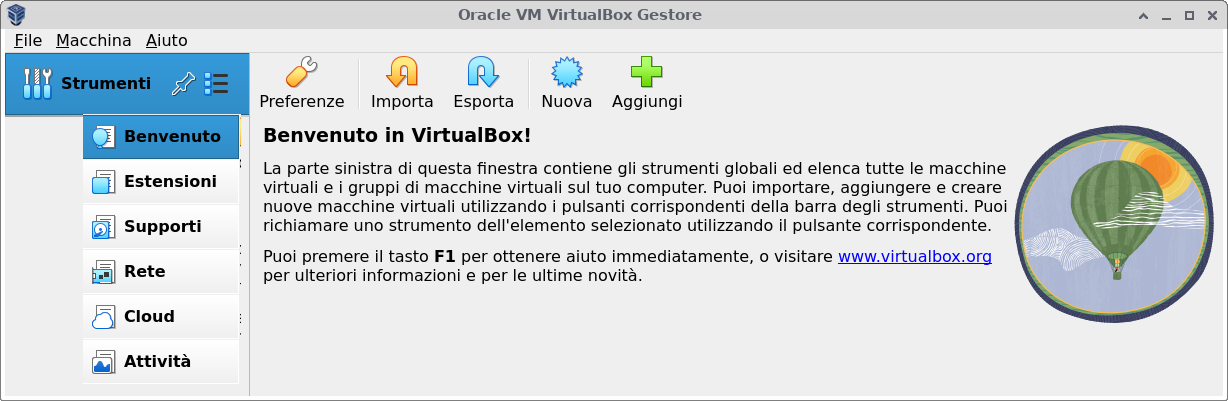 Oracle VM VirtualBox Gestore
File Macchina Aiuto
Strumenti
Preferenze Importa Esporta Nuova Aggiungi
Benvenuto
Estensioni
Supporti
Rete
Cloud
Attività
Benvenuto in VirtualBox!
La parte sinistra di questa finestra contiene gli strumenti globali ed elenca tutte le macchine
virtuali e i gruppi di macchine virtuali sul tuo computer. Puoi importare, aggiungere e creare
nuove macchine virtuali utilizzando i pulsanti corrispondenti della barra degli strumenti. Puoi
richiamare uno strumento dell'elemento selezionato utilizzando il pulsante corrispondente.
Puoi premere il tasto F1 per ottenere aiuto immediatamente, o visitare www.virtualbox.org
per ulteriori informazioni e per le ultime novità.